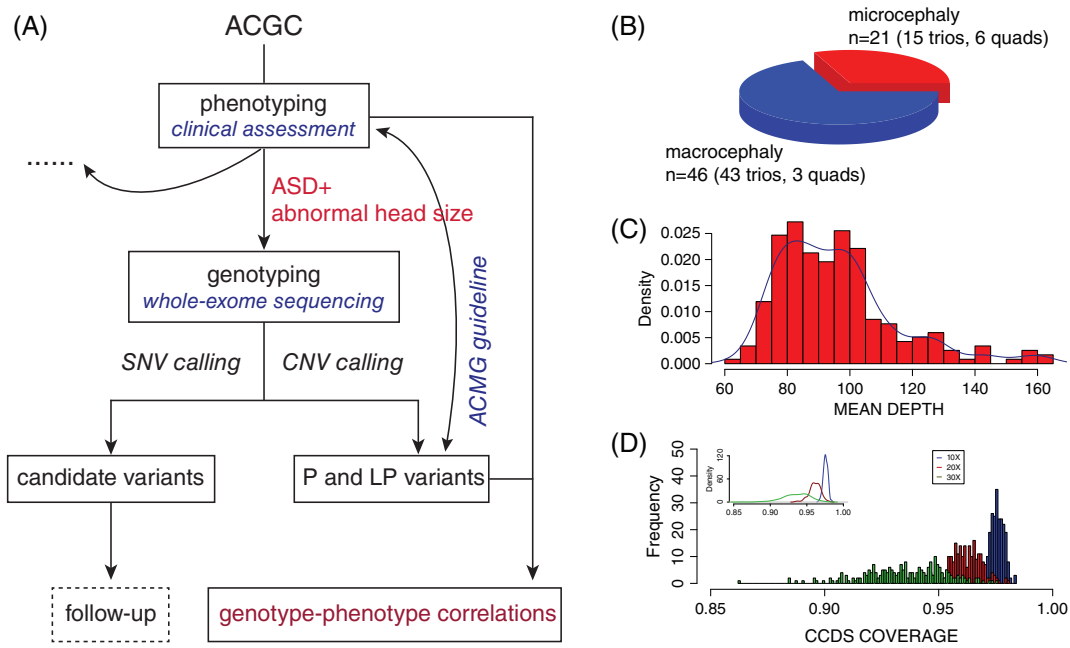 (A)
ACGC
phenotyping
clinical assessment
......
ASD+
abnormal head size
genotyping
whole-exome sequencing
ACMG guideline
SNV calling
CNV calling
candidate variants
P and LP variants
follow-up
genotype-phenotype correlations
(B)
microcephaly
n=21 (15 trios, 6 quads)
macrocephaly
n=46 (43 trios, 3 quads)
(C)
Density
0.025
0.020
0.015
0.010
0.005
0.000
60 80 100 120 140 160
MEAN DEPTH
(D)
Frequency
50
40
30
20
10
0
Density
120
60
0
0.85 0.90 0.95 1.00
10X
20X
30X
0.85 0.90 0.95 1.00
CCDS COVERAGE